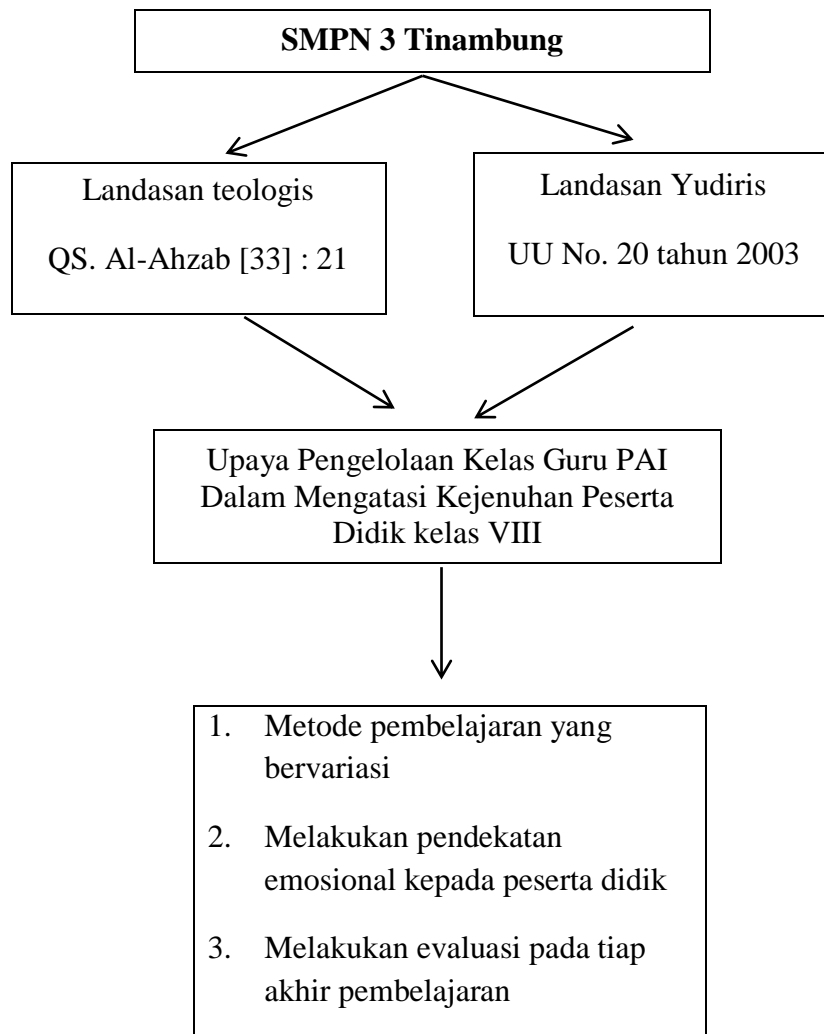 SMPN 3 Tinambung
Landasan teologis
QS. Al-Ahzab [33] : 21
Landasan Yudiris
UU No. 20 tahun 2003
Upaya Pengelolaan Kelas Guru PAI
Dalam Mengatasi Kejenuhan Peserta
Didik kelas VIII
1. Metode pembelajaran yang
bervariasi
2. Melakukan pendekatan
emosional kepada peserta didik
3. Melakukan evaluasi pada tiap
akhir pembelajaran